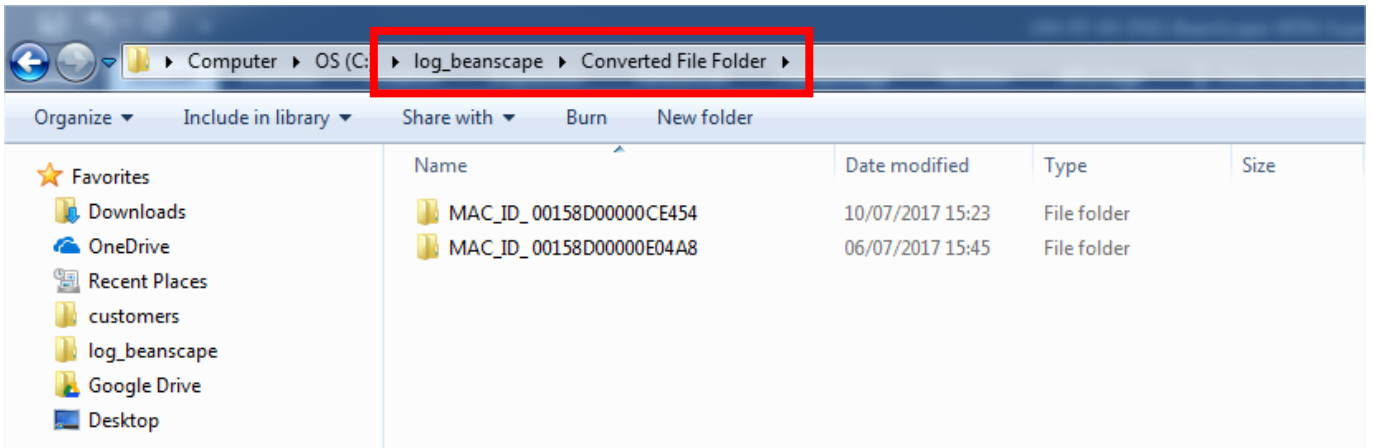 Computer OS (C: log_beanscape Converted File Folder
Organize Include in library Share with Burn New folder
Name Date modified Type Size
Favorites
Downloads
OneDrive
Recent Places
customers
log_beanscape
Google Drive
Desktop
MAC_ID_ 00158D00000CE454 10/07/2017 15:23 File folder
MAC_ID_ 00158D00000E04A8 06/07/2017 15:45 File folder